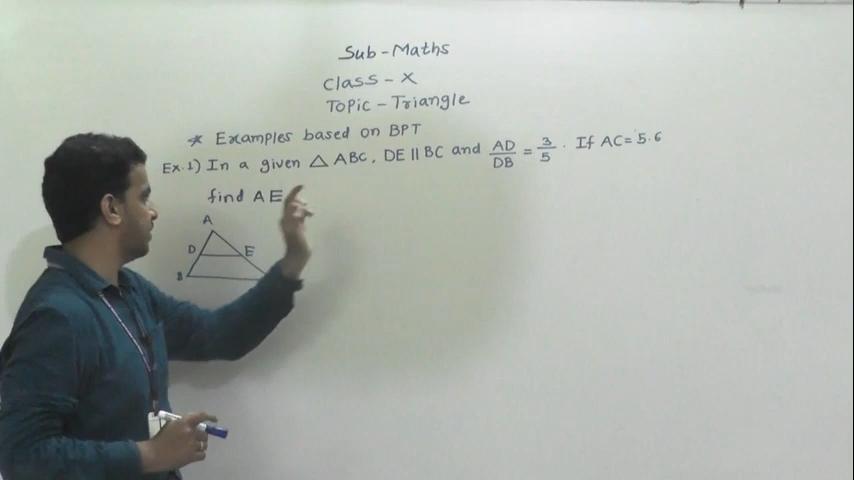 Sub - Maths
Class - X
Topic - Triangle
* Examples based on BPT
Ex. 1) In a given △ ABC, DE || BC and AD/DB = 3/5 . If AC = 5.6
find AE
A
D E
B